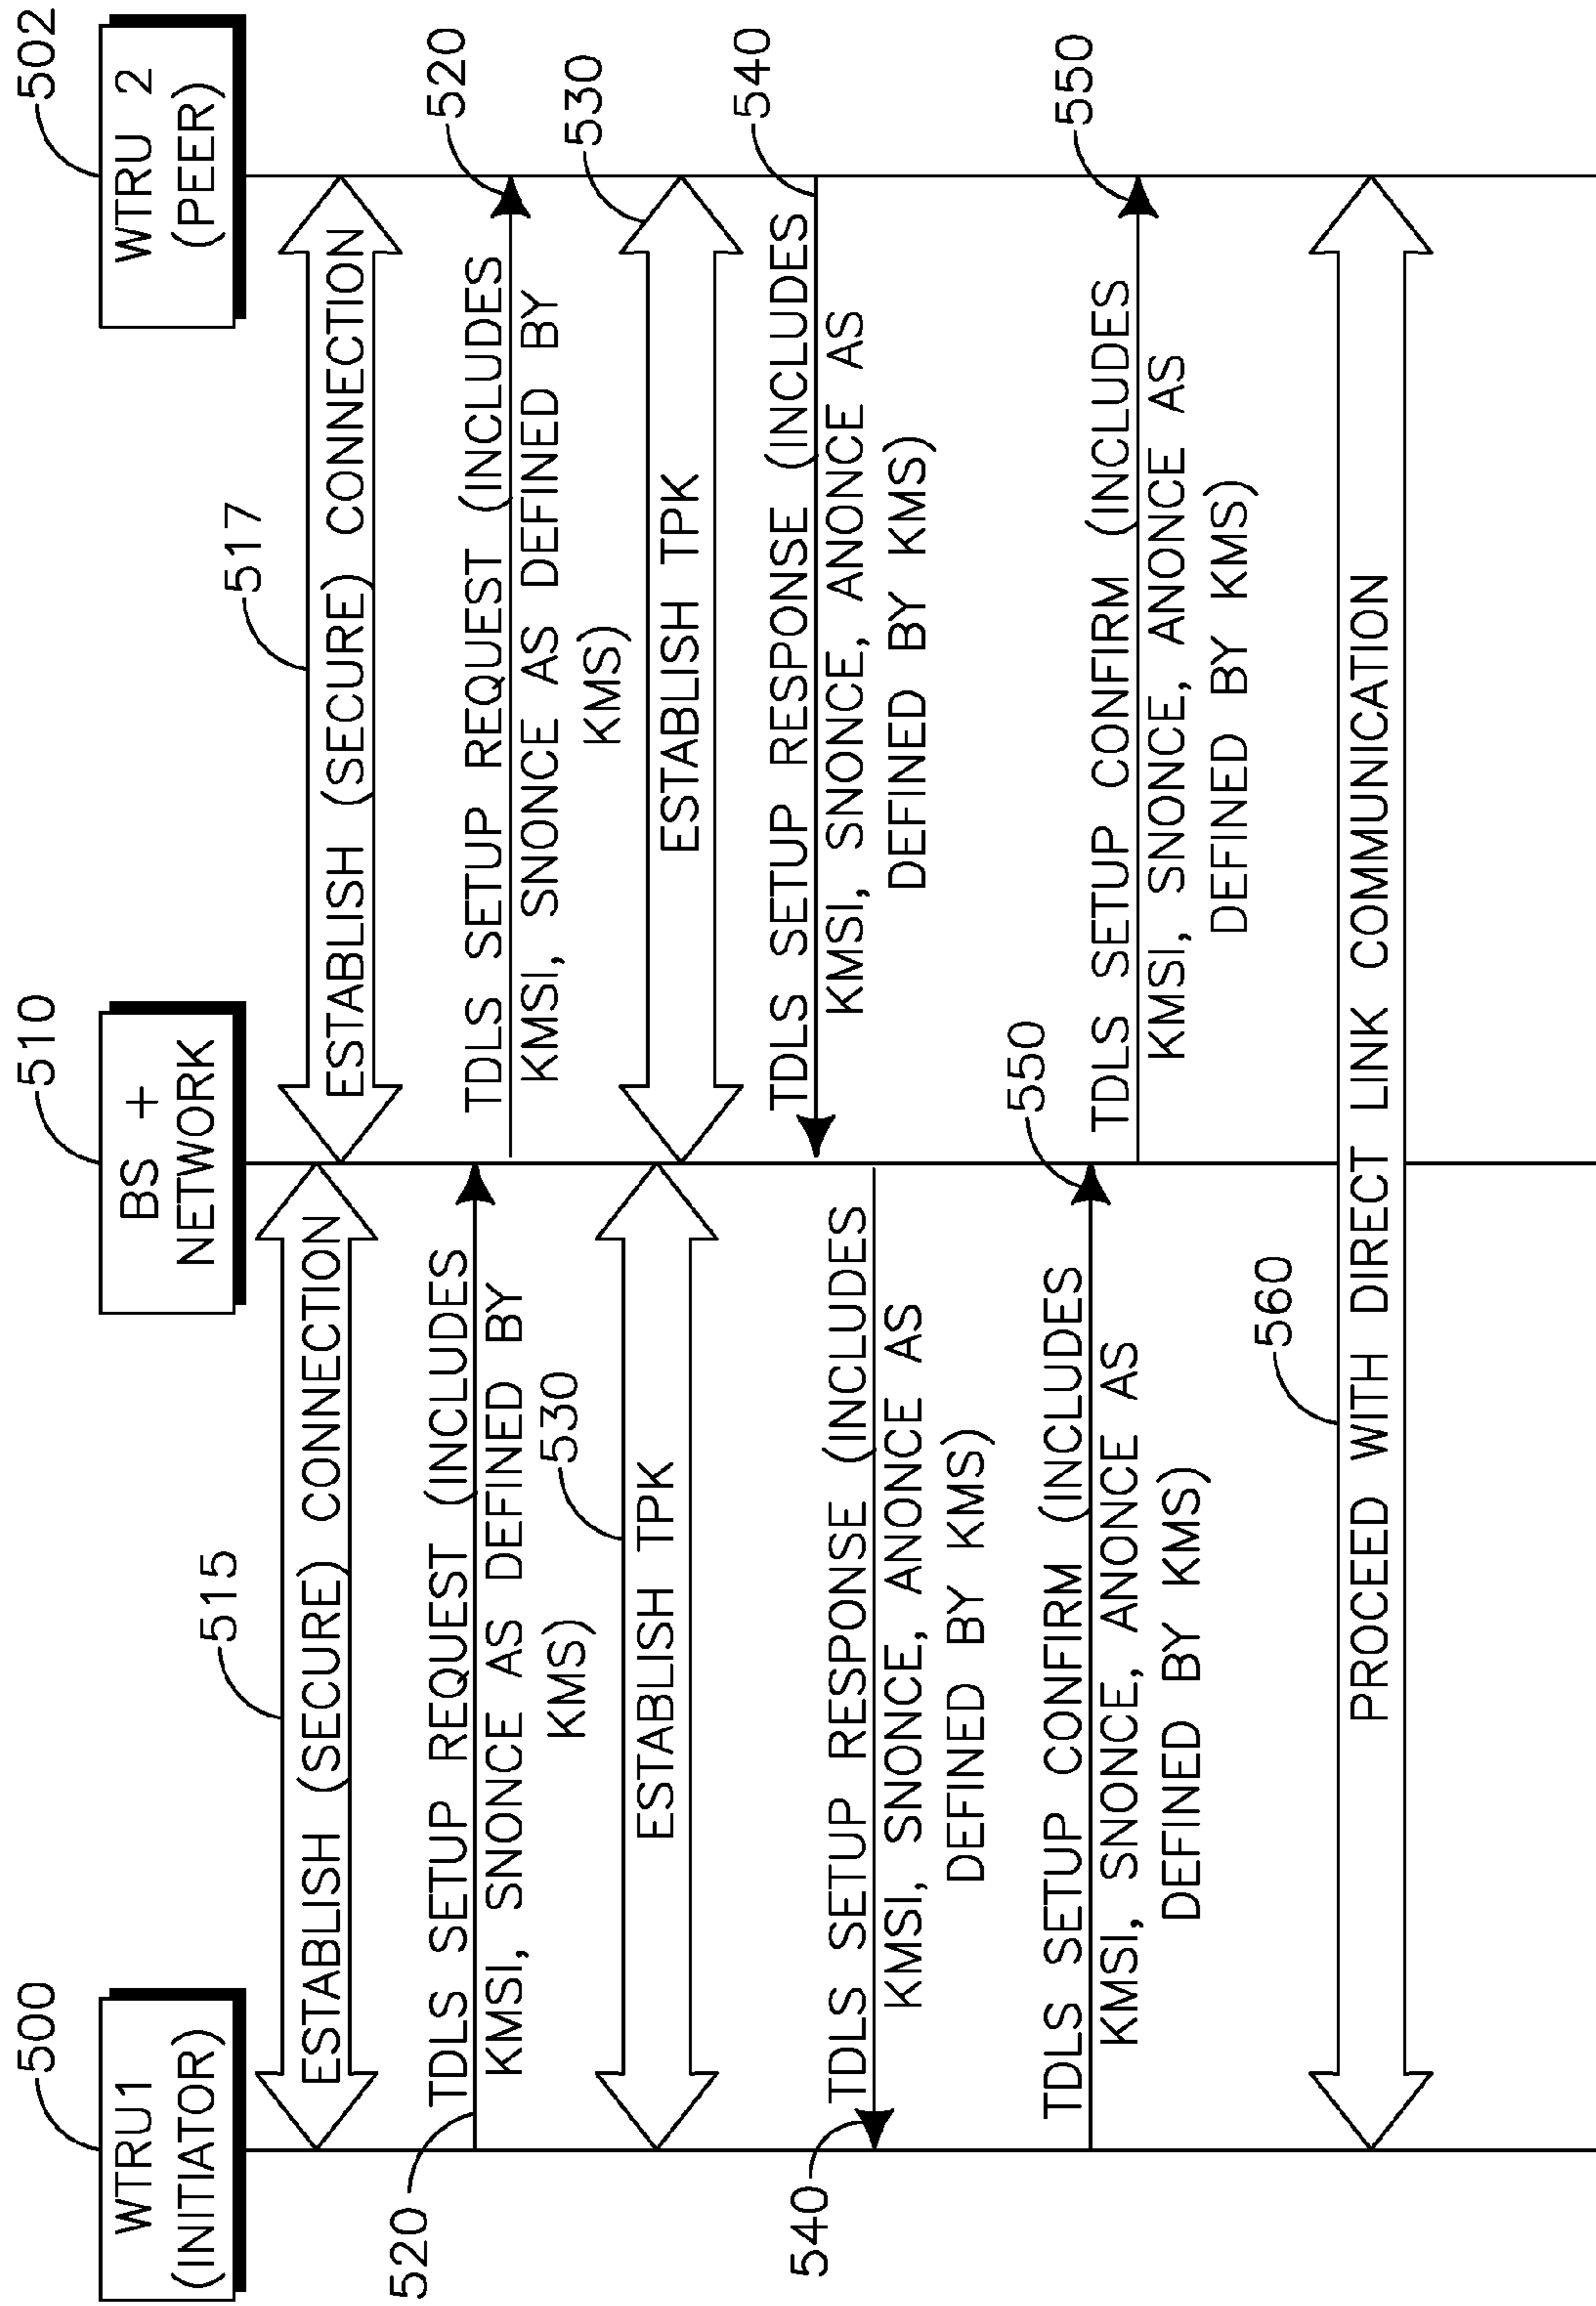 500
WTRU1
(INITIATOR)
510
BS +
NETWORK
502
WTRU 2
(PEER)
515
ESTABLISH (SECURE) CONNECTION
517
ESTABLISH (SECURE) CONNECTION
520
TDLS SETUP REQUEST (INCLUDES
KMSI, SNONCE AS DEFINED BY
KMS)
520
TDLS SETUP REQUEST (INCLUDES
KMSI, SNONCE AS DEFINED BY
KMS)
530
ESTABLISH TPK
530
ESTABLISH TPK
540
TDLS SETUP RESPONSE (INCLUDES
KMSI, SNONCE, ANONCE AS
DEFINED BY KMS)
540
TDLS SETUP RESPONSE (INCLUDES
KMSI, SNONCE, ANONCE AS
DEFINED BY KMS)
550
TDLS SETUP CONFIRM (INCLUDES
KMSI, SNONCE, ANONCE AS
DEFINED BY KMS)
550
TDLS SETUP CONFIRM (INCLUDES
KMSI, SNONCE, ANONCE AS
DEFINED BY KMS)
560
PROCEED WITH DIRECT LINK COMMUNICATION